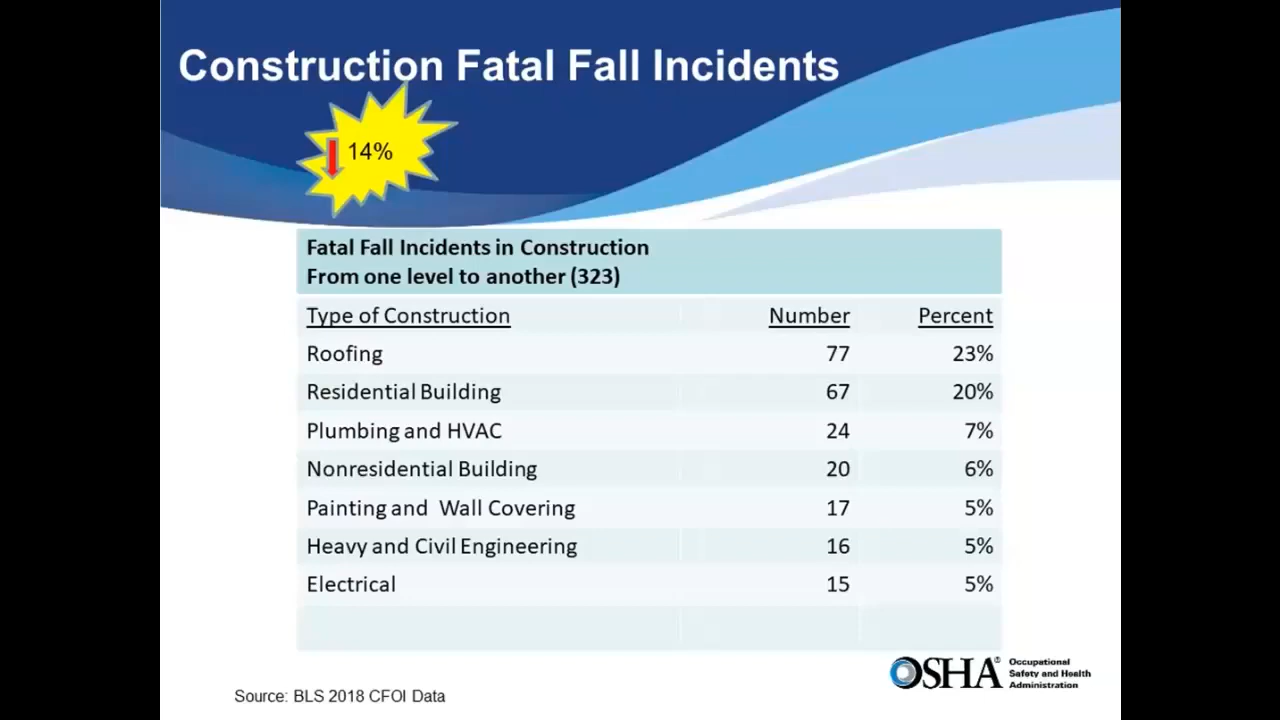 Construction Fatal Fall Incidents
14%
Fatal Fall Incidents in Construction
From one level to another (323)
Type of Construction Number Percent
Roofing 77 23%
Residential Building 67 20%
Plumbing and HVAC 24 7%
Nonresidential Building 20 6%
Painting and Wall Covering 17 5%
Heavy and Civil Engineering 16 5%
Electrical 15 5%
OSHA® Occupational
Safety and Health
Administration
Source: BLS 2018 CFOI Data